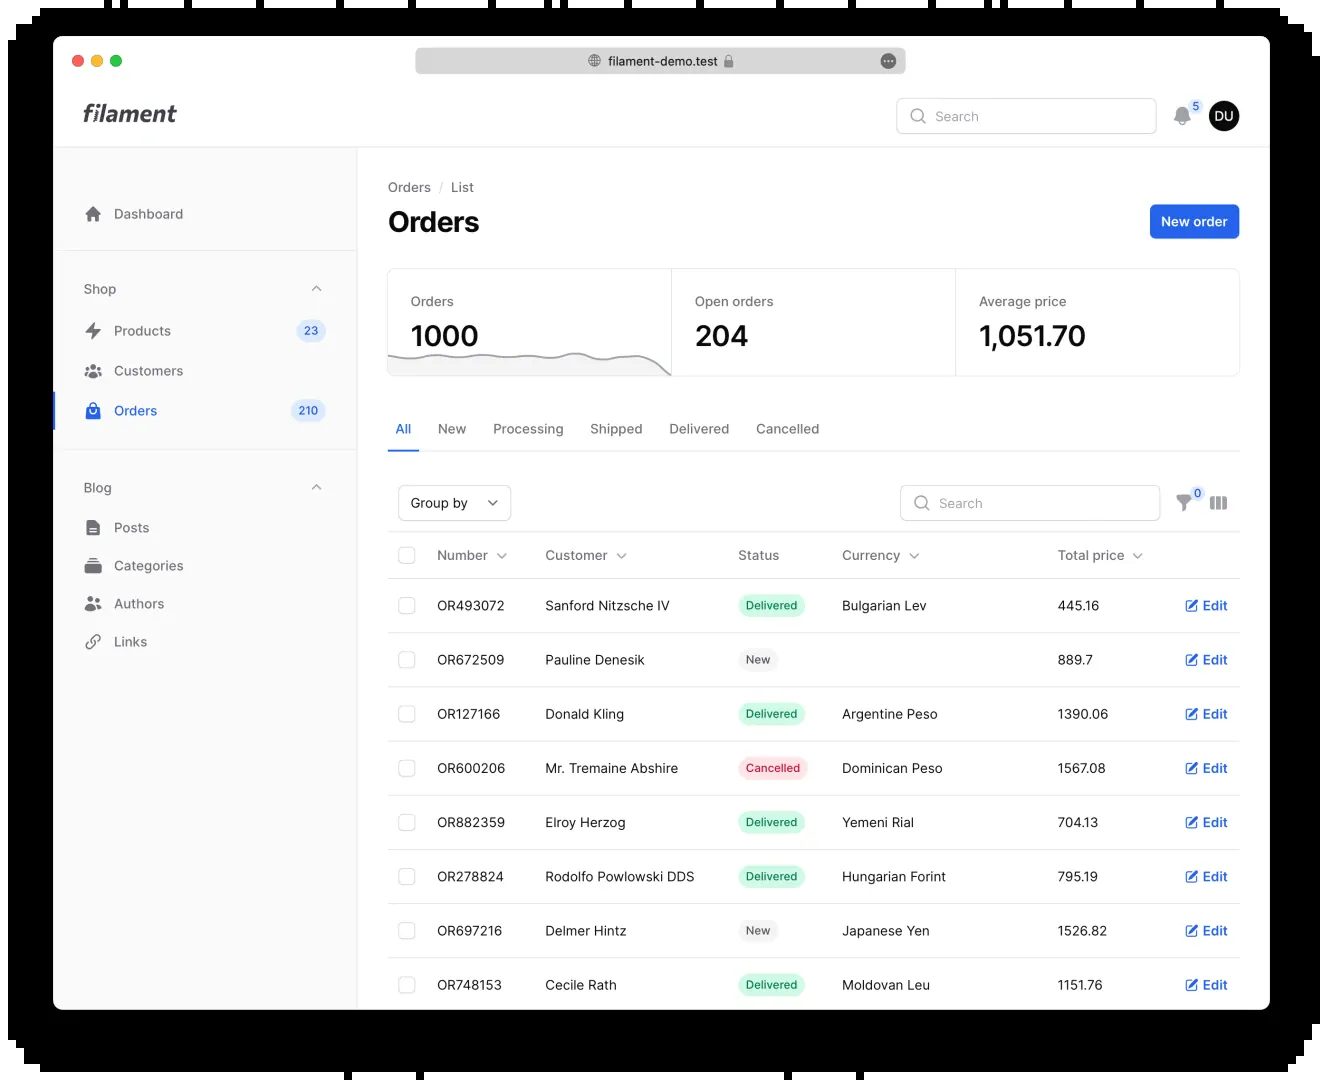 filament-demo.test
filament
Search
5
DU
Dashboard
Shop
Products 23
Customers
Orders 210
Blog
Posts
Categories
Authors
Links
Orders / List
Orders
New order
Orders
1000
Open orders
204
Average price
1,051.70
All New Processing Shipped Delivered Cancelled
Group by
Search
0
Number Customer Status Currency Total price
OR493072 Sanford Nitzsche IV Delivered Bulgarian Lev 445.16 Edit
OR672509 Pauline Denesik New 889.7 Edit
OR127166 Donald Kling Delivered Argentine Peso 1390.06 Edit
OR600206 Mr. Tremaine Abshire Cancelled Dominican Peso 1567.08 Edit
OR882359 Elroy Herzog Delivered Yemeni Rial 704.13 Edit
OR278824 Rodolfo Powlowski DDS Delivered Hungarian Forint 795.19 Edit
OR697216 Delmer Hintz New Japanese Yen 1526.82 Edit
OR748153 Cecile Rath Delivered Moldovan Leu 1151.76 Edit